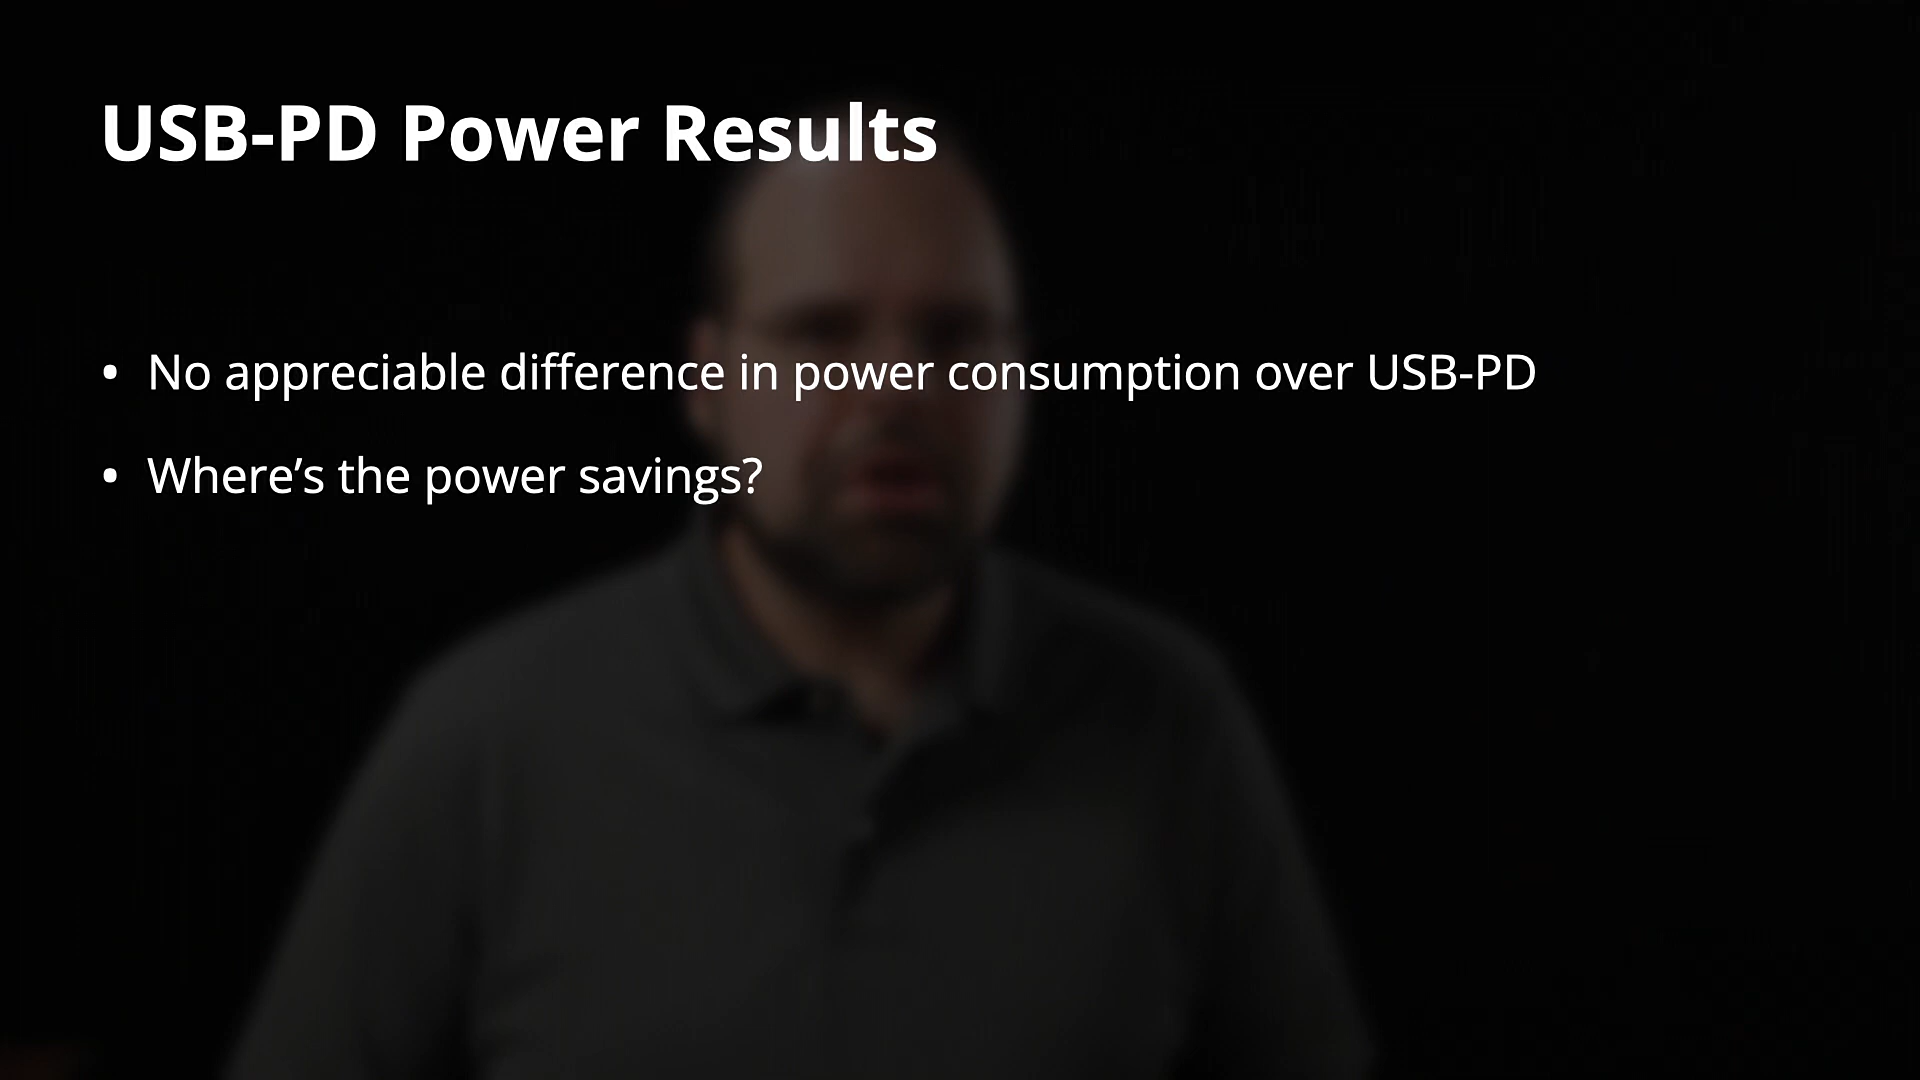 USB-PD Power Results
• No appreciable difference in power consumption over USB-PD
• Where’s the power savings?